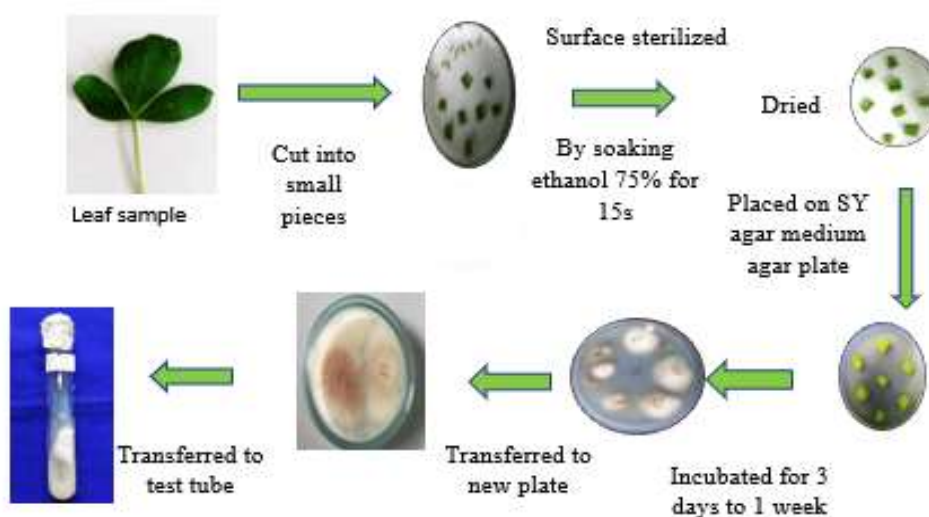 Leaf sample
Cut into
small
pieces
Surface sterilized
By soaking
ethanol 75% for
15s
Dried
Placed on SY
agar medium
agar plate
Incubated for 3
days to 1 week
Transferred to
new plate
Transferred to
test tube